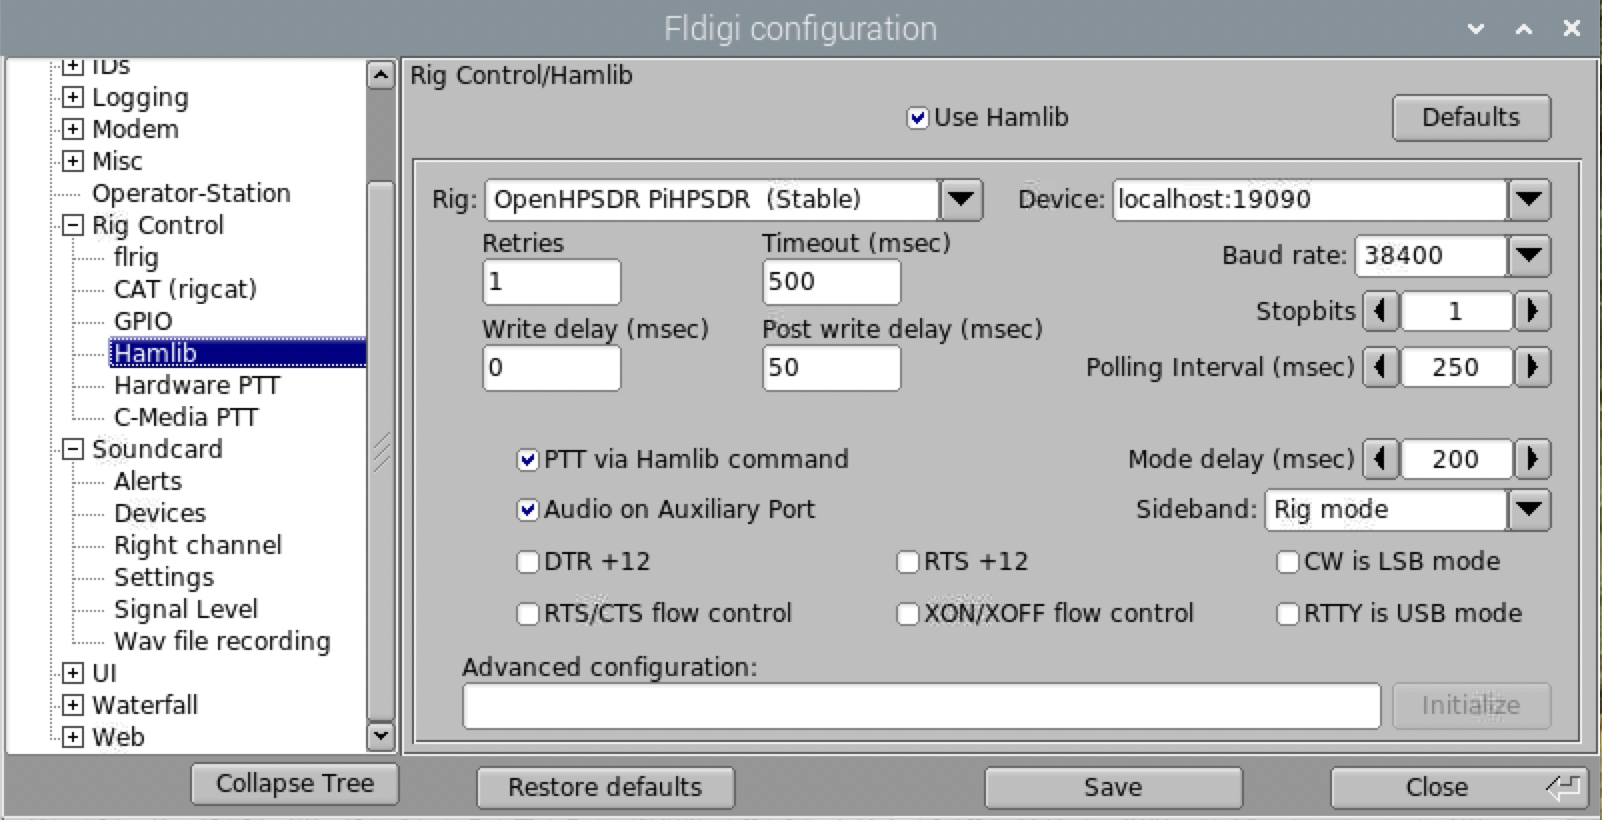 Fldigi configuration
IDs
Logging
Modem
Misc
Operator-Station
Rig Control
flrig
CAT (rigcat)
GPIO
Hamlib
Hardware PTT
C-Media PTT
Soundcard
Alerts
Devices
Right channel
Settings
Signal Level
Wav file recording
UI
Waterfall
Web
Collapse Tree
Rig Control/Hamlib
Use Hamlib
Defaults
Rig: OpenHPSDR PiHPSDR (Stable) Device: localhost:19090
Retries Timeout (msec)
1 500
Baud rate: 38400
Stopbits 1
Write delay (msec) Post write delay (msec)
0 50
Polling Interval (msec) 250
PTT via Hamlib command Mode delay (msec) 200
Audio on Auxiliary Port Sideband: Rig mode
DTR +12 RTS +12 CW is LSB mode
RTS/CTS flow control XON/XOFF flow control RTTY is USB mode
Advanced configuration:
Initialize
Restore defaults Save Close